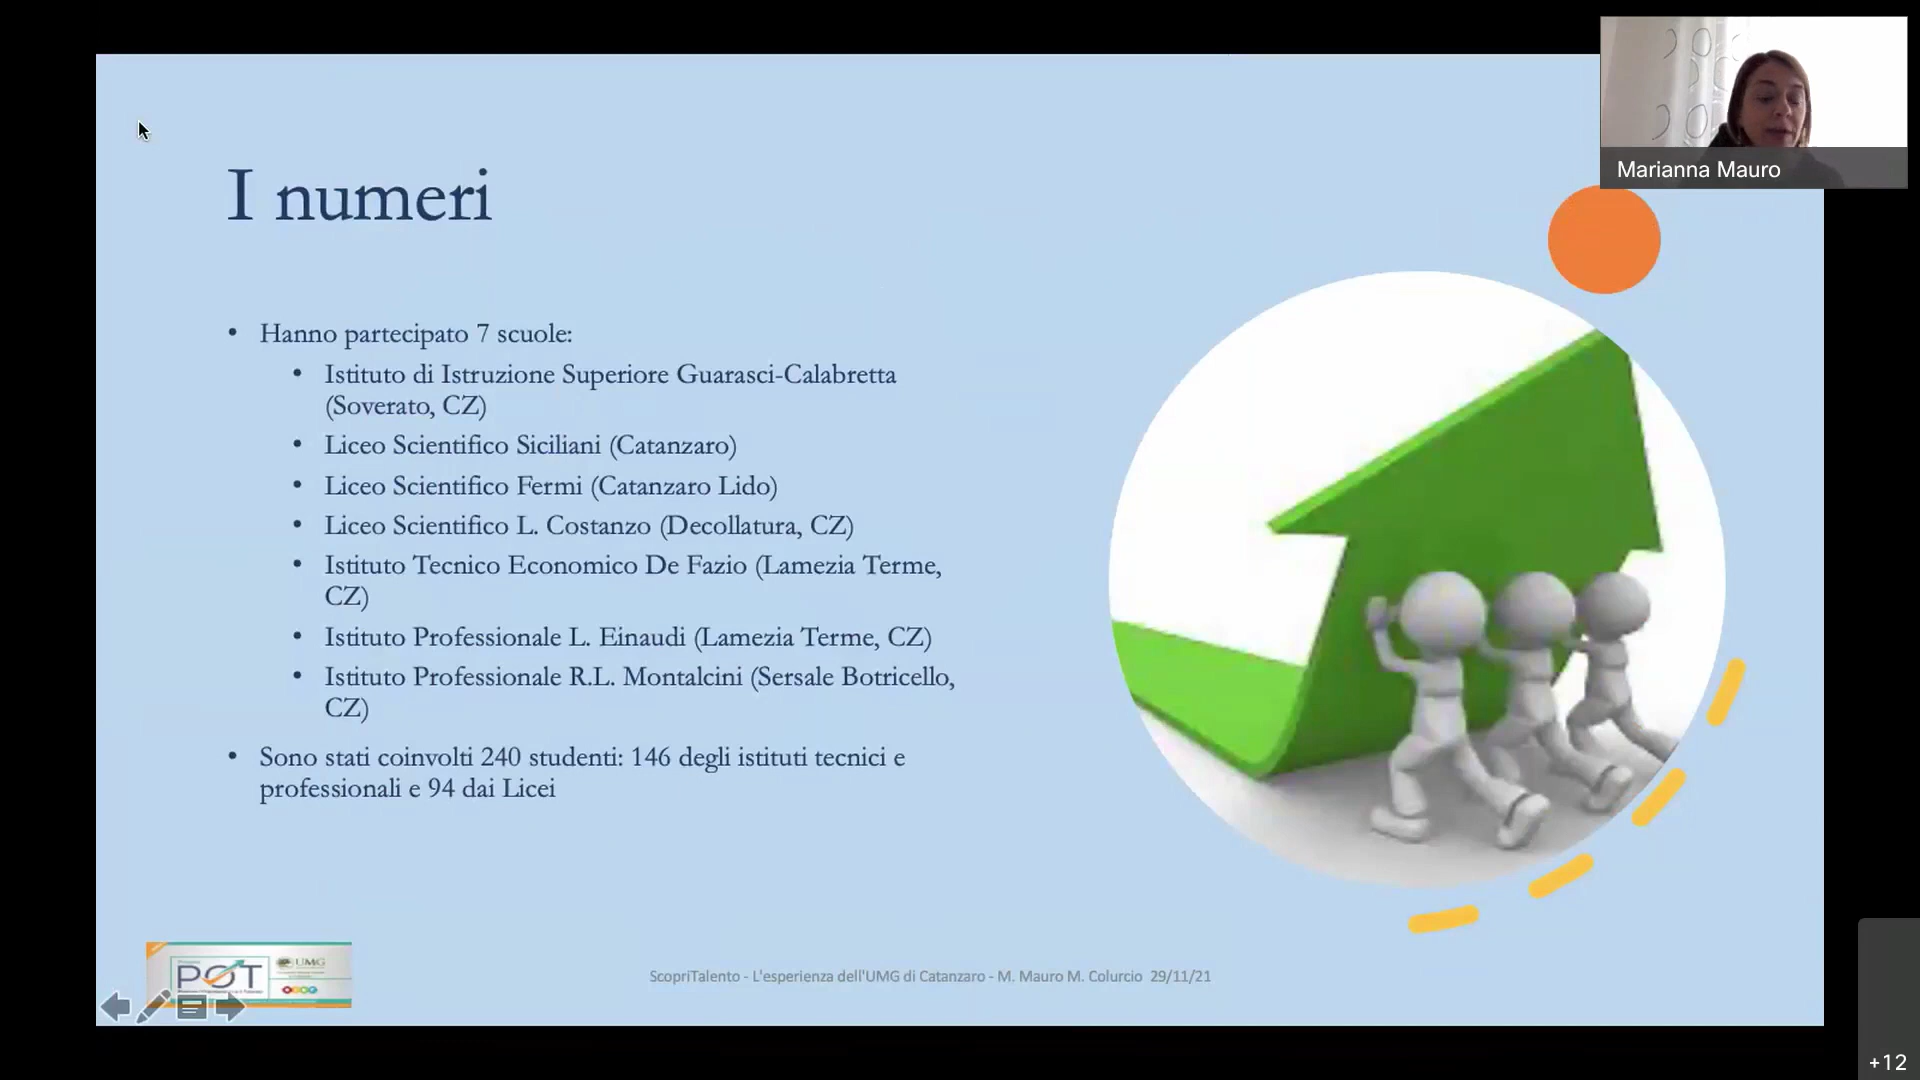 Marianna Mauro
I numeri
• Hanno partecipato 7 scuole:
• Istituto di Istruzione Superiore Guarasci-Calabretta
(Soverato, CZ)
• Liceo Scientifico Siciliani (Catanzaro)
• Liceo Scientifico Fermi (Catanzaro Lido)
• Liceo Scientifico L. Costanzo (Decollatura, CZ)
• Istituto Tecnico Economico De Fazio (Lamezia Terme,
CZ)
• Istituto Professionale L. Einaudi (Lamezia Terme, CZ)
• Istituto Professionale R.L. Montalcini (Sersale Botricello,
CZ)
• Sono stati coinvolti 240 studenti: 146 degli istituti tecnici e
professionali e 94 dai Licei
POT
UMG
ScopriTalento - L'esperienza dell'UMG di Catanzaro - M. Mauro M. Colurcio 29/11/21
+12